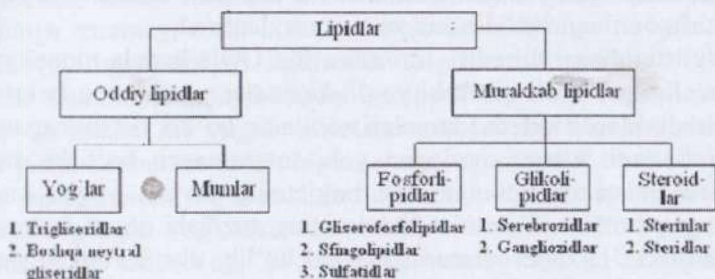 Lipidlar
Oddiy lipidlar
Murakkab lipidlar
Yog`lar
Mumlar
Fosforli-
pidlar
Glikoli-
pidlar
Steroid-
lar
1. Trigliseridlar
2. Boshqa neytral
gliseridlar
1. Gliserofosfolipidlar
2. Sfingolipidlar
3. Sulfatidlar
1. Serebrozidlar
2. Gangliozidlar
1. Sterinlar
2. Steridlar